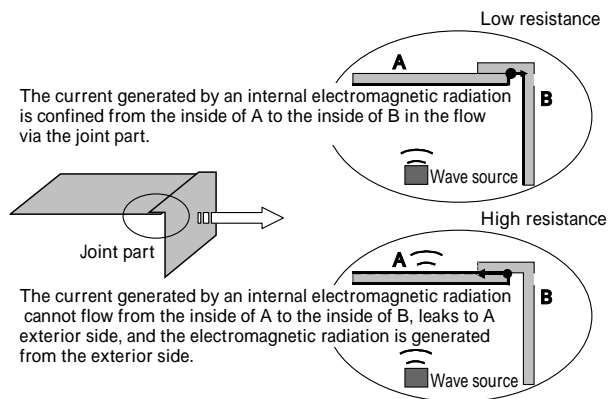 Low resistance
A
The current generated by an internal electromagnetic radiation
is confined from the inside of A to the inside of B in the flow
via the joint part.
B
Wave source
High resistance
Joint part
A
B
The current generated by an internal electromagnetic radiation
cannot flow from the inside of A to the inside of B, leaks to A
exterior side, and the electromagnetic radiation is generated
from the exterior side.
Wave source